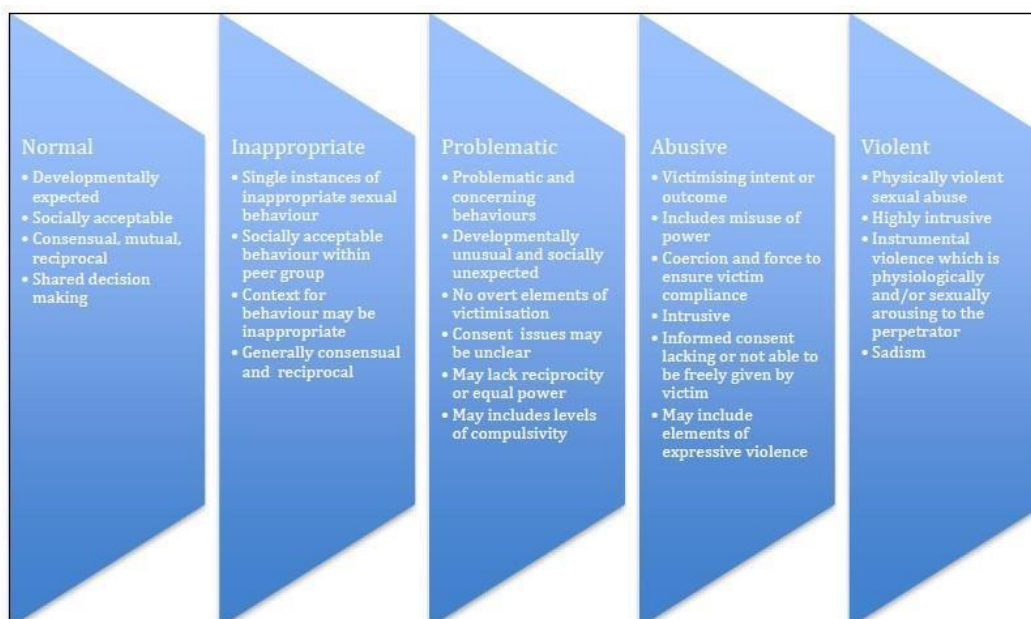 Normal
• Developmentally
expected
• Socially acceptable
• Consensual, mutual,
reciprocal
• Shared decision
making
Inappropriate
• Single instances of
inappropriate sexual
behaviour
• Socially acceptable
behaviour within
peer group
• Context for
behaviour may be
inappropriate
• Generally consensual
and reciprocal
Problematic
• Problematic and
concerning
behaviours
• Developmentally
unusual and socially
unexpected
• No overt elements of
victimisation
• Consent issues may
be unclear
• May lack reciprocity
or equal power
• May includes levels
of compulsivity
Abusive
• Victimising intent or
outcome
• Includes misuse of
power
• Coercion and force to
ensure victim
compliance
• Intrusive
• Informed consent
lacking or not able to
be freely given by
victim
• May include
elements of
expressive violence
Violent
• Physically violent
sexual abuse
• Highly intrusive
• Instrumental
violence which is
physiologically
and/or sexually
arousing to the
perpetrator
• Sadism